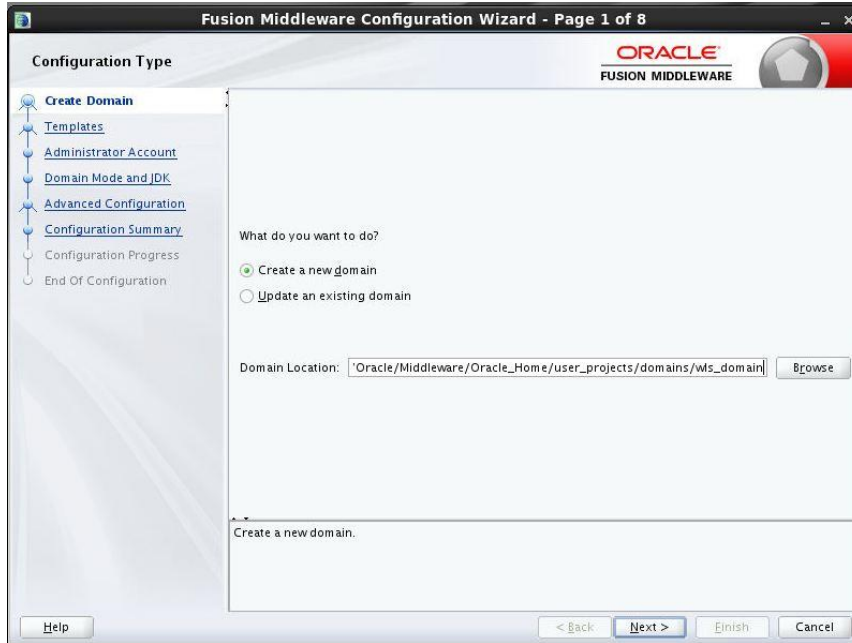 Fusion Middleware Configuration Wizard - Page 1 of 8
Configuration Type
ORACLE
FUSION MIDDLEWARE
Create Domain
Templates
Administrator Account
Domain Mode and JDK
Advanced Configuration
Configuration Summary
Configuration Progress
End Of Configuration
What do you want to do?
Create a new domain
Update an existing domain
Domain Location: 'Oracle/Middleware/Oracle_Home/user_projects/domains/wls_domain Browse
Create a new domain.
Help < Back Next > Finish Cancel